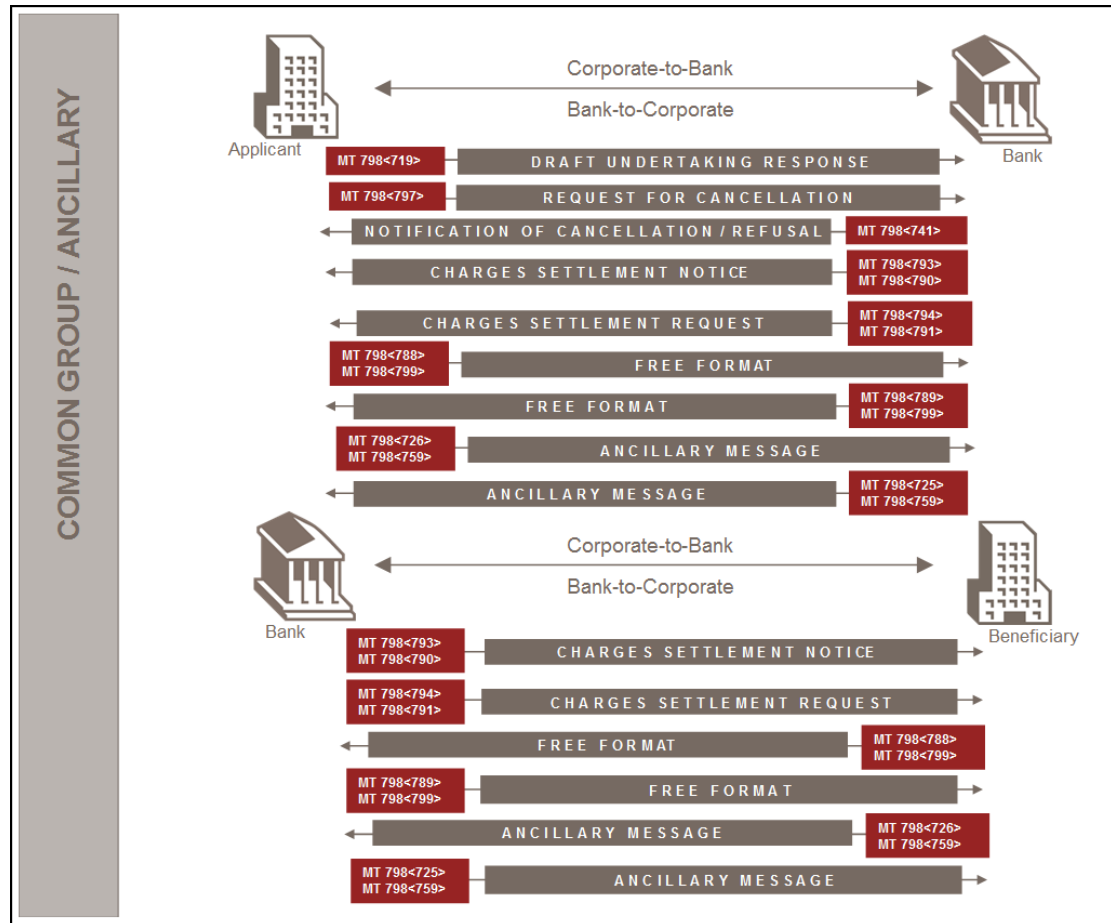 COMMON GROUP / ANCILLARY
Corporate-to-Bank
Bank-to-Corporate
Applicant
Bank
MT 798<719>
DRAFT UNDERTAKING RESPONSE
MT 798<797>
REQUEST FOR CANCELLATION
NOTIFICATION OF CANCELLATION / REFUSAL
MT 798<741>
CHARGES SETTLEMENT NOTICE
MT 798<793>
MT 798<790>
CHARGES SETTLEMENT REQUEST
MT 798<794>
MT 798<791>
MT 798<788>
MT 798<799>
FREE FORMAT
FREE FORMAT
MT 798<789>
MT 798<799>
MT 798<726>
MT 798<759>
ANCILLARY MESSAGE
ANCILLARY MESSAGE
MT 798<725>
MT 798<759>
Corporate-to-Bank
Bank-to-Corporate
Bank
Beneficiary
MT 798<793>
MT 798<790>
CHARGES SETTLEMENT NOTICE
MT 798<794>
MT 798<791>
CHARGES SETTLEMENT REQUEST
FREE FORMAT
MT 798<788>
MT 798<799>
MT 798<789>
MT 798<799>
FREE FORMAT
ANCILLARY MESSAGE
MT 798<726>
MT 798<759>
MT 798<725>
MT 798<759>
ANCILLARY MESSAGE